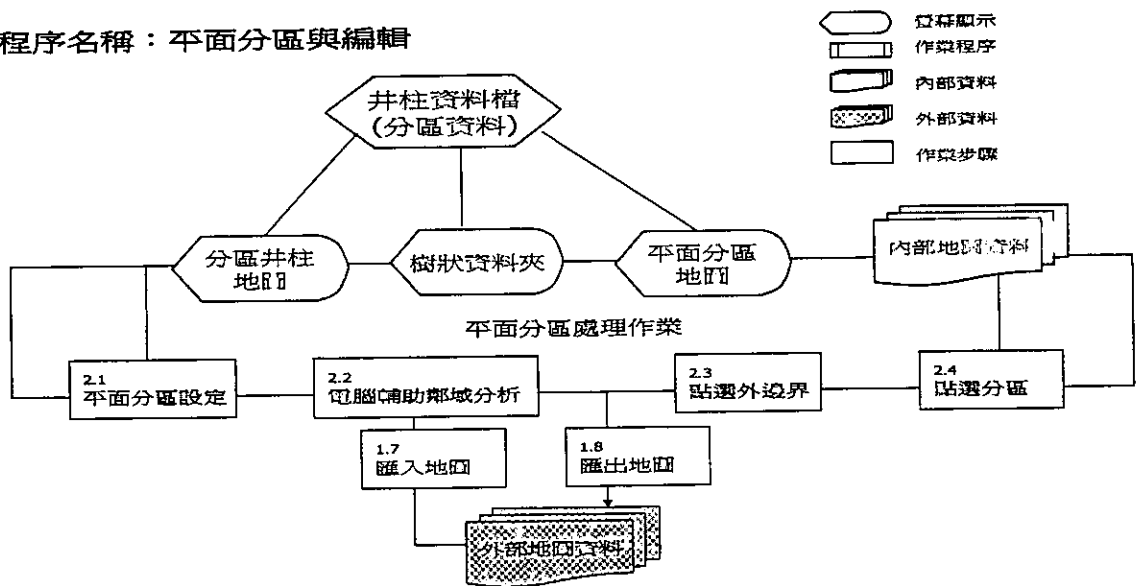 程序名稱：平面分區與編輯
螢幕顯示
作業程序
內部資料
外部資料
作業步驟
井柱資料檔
(分區資料)
分區井柱
地圖
樹狀資料夾
平面分區
地圖
內部地圖資料
平面分區處理作業
2.1
平面分區設定
2.2
電腦輔助鄰域分析
2.3
點選外邊界
2.4
點選分區
1.7
匯入地圖
1.8
匯出地圖
外部地圖資料